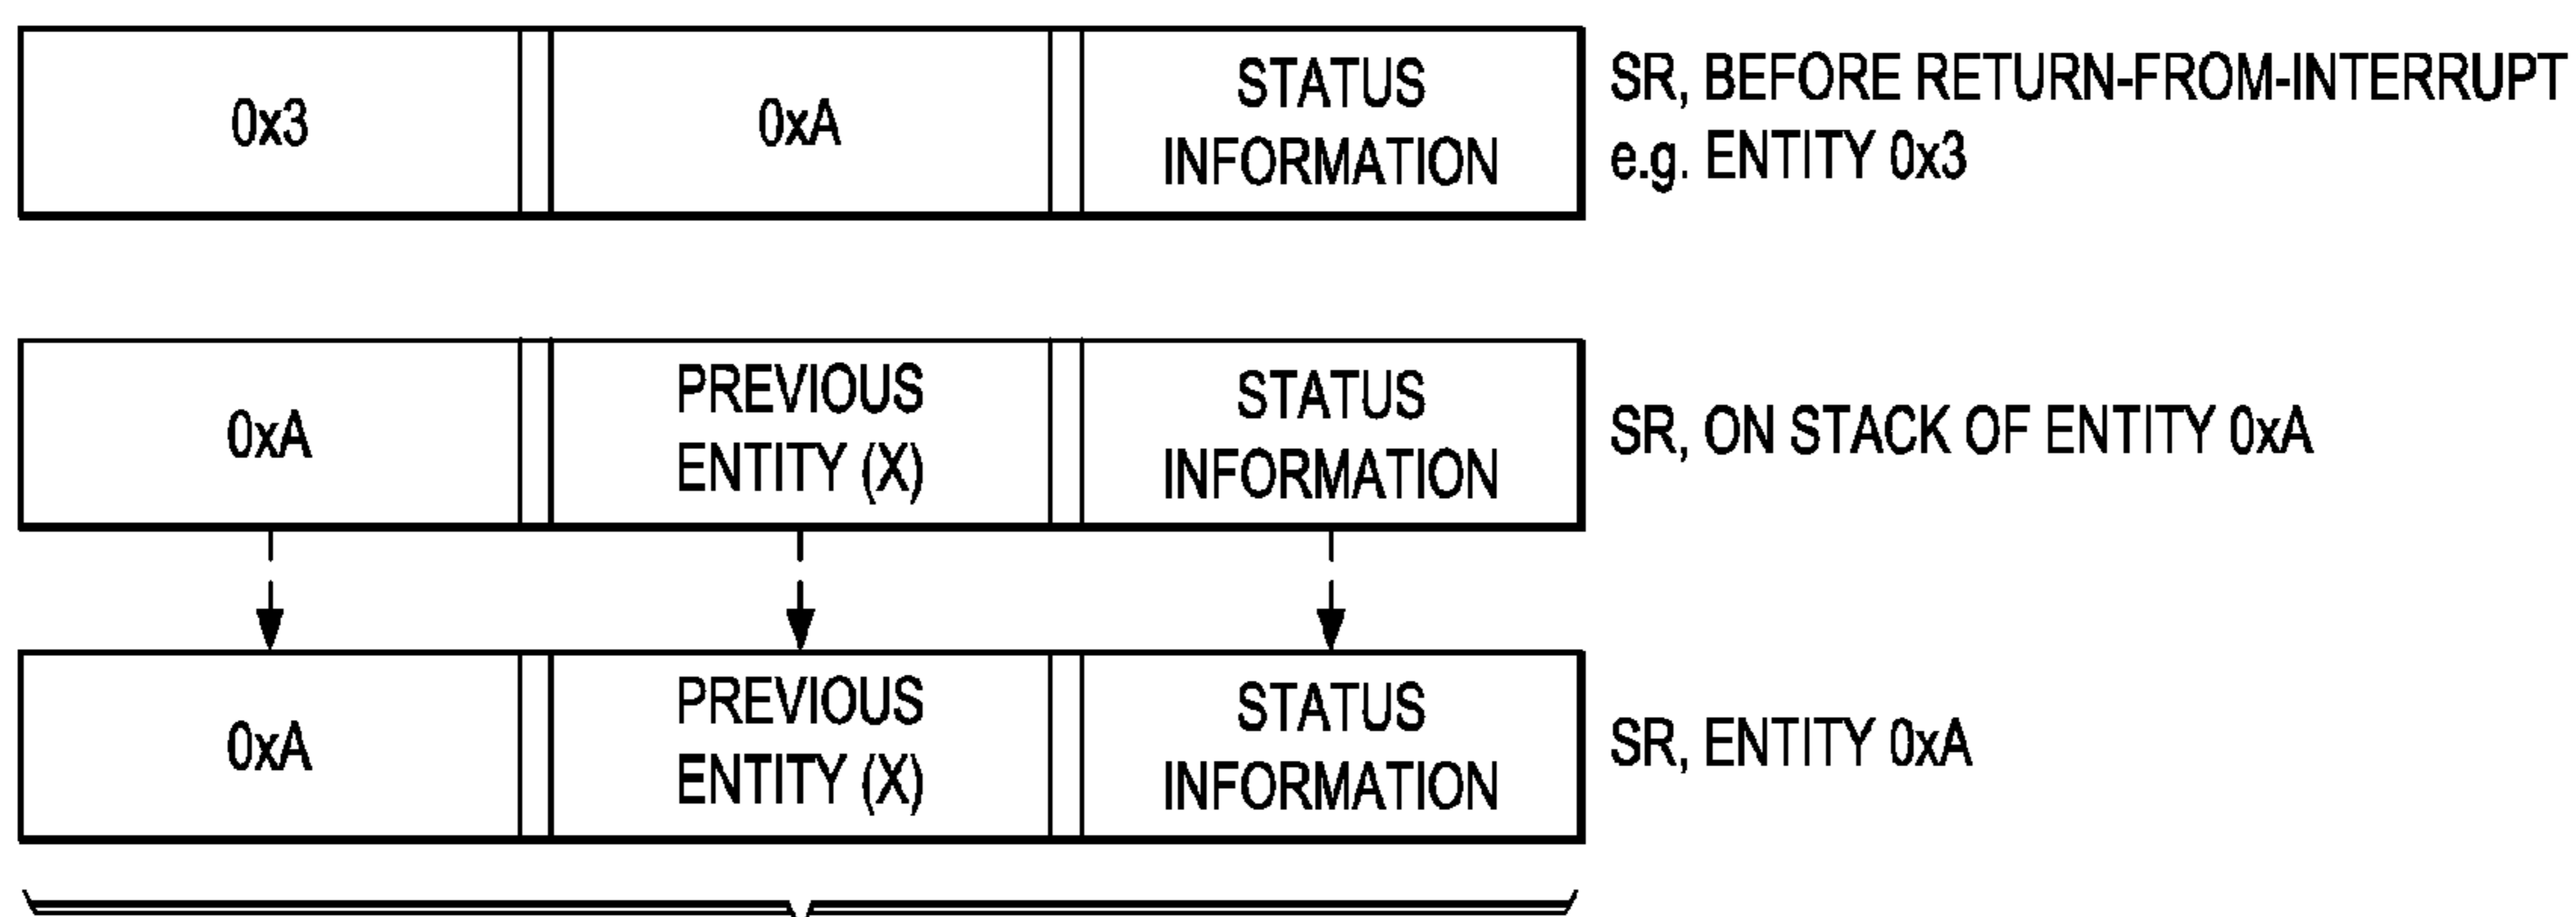 0x3
0xA
STATUS
INFORMATION
SR, BEFORE RETURN-FROM-INTERRUPT
e.g. ENTITY 0x3
0xA
PREVIOUS
ENTITY (X)
STATUS
INFORMATION
SR, ON STACK OF ENTITY 0xA
0xA
PREVIOUS
ENTITY (X)
STATUS
INFORMATION
SR, ENTITY 0xA